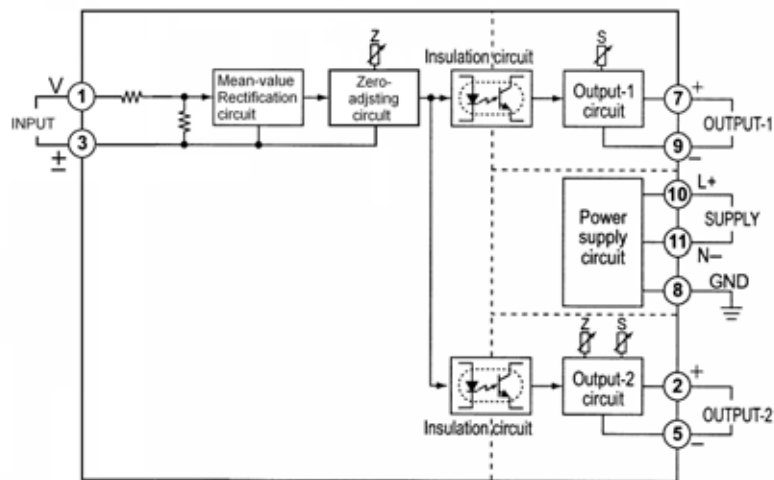 Z
S
Insulation circuit
V
1
Mean-value
Rectification
circuit
Zero-
adjsting
circuit
Output-1
circuit
7
+
INPUT
OUTPUT-1
±
3
9
−
10
L+
Power
supply
circuit
SUPPLY
11
N−
8
GND
Z
S
Output-2
circuit
2
+
OUTPUT-2
Insulation circuit
5
−